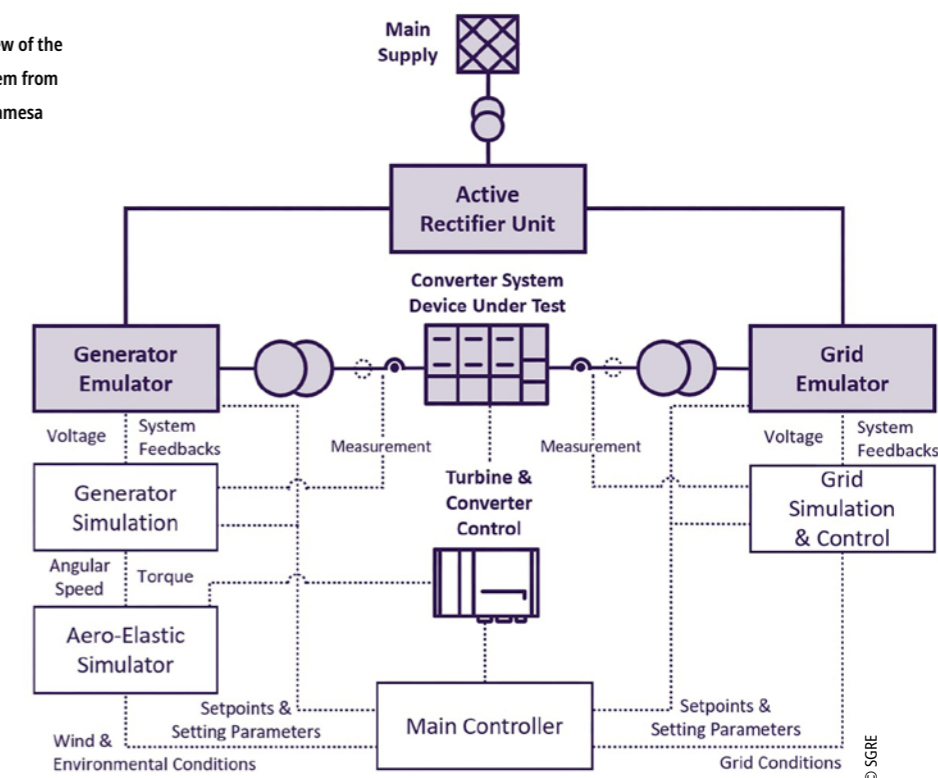 ew of the
em from
amesa
Main
Supply
Active
Rectifier Unit
Converter System
Device Under Test
Generator
Emulator
Grid
Emulator
Voltage
System
Feedbacks
Measurement
Measurement
Voltage
System
Feedbacks
Generator
Simulation
Turbine &
Converter
Control
Grid
Simulation
& Control
Angular
Speed
Torque
Aero-Elastic
Simulator
Setpoints &
Setting Parameters
Main Controller
Setpoints &
Setting Parameters
Wind &
Environmental Conditions
Grid Conditions
© SGRE